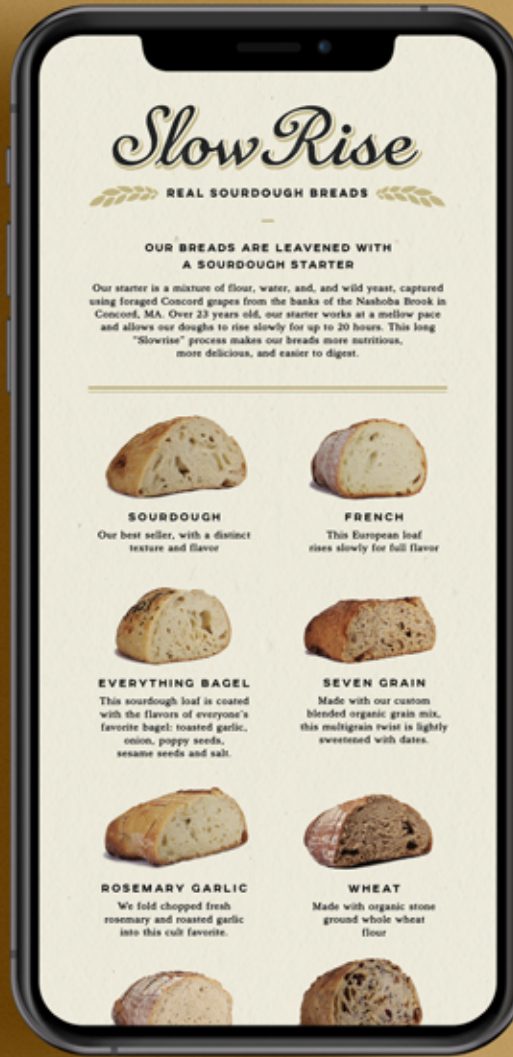 SlowRise
REAL SOURDOUGH BREADS
OUR BREADS ARE LEAVENED WITH
A SOURDOUGH STARTER
Our starter is a mixture of flour, water, and, and wild yeast, captured
using foraged Concord grapes from the banks of the Nashoba Brook in
Concord, MA. Over 23 years old, our starter works at a mellow pace
and allows our doughs to rise slowly for up to 20 hours. This long
"Slowrise" process makes our breads more nutritious,
more delicious, and easier to digest.
SOURDOUGH
Our best seller, with a distinct
texture and flavor
FRENCH
This European loaf
rises slowly for full flavor
EVERYTHING BAGEL
This sourdough loaf is coated
with the flavors of everyone's
favorite bagel: toasted garlic,
onion, poppy seeds,
sesame seeds and salt.
SEVEN GRAIN
Made with our custom
blended organic grain mix,
this multigrain twist is lightly
sweetened with dates.
ROSEMARY GARLIC
We fold chopped fresh
rosemary and roasted garlic
into this cult favorite.
WHEAT
Made with organic stone
ground whole wheat
flour